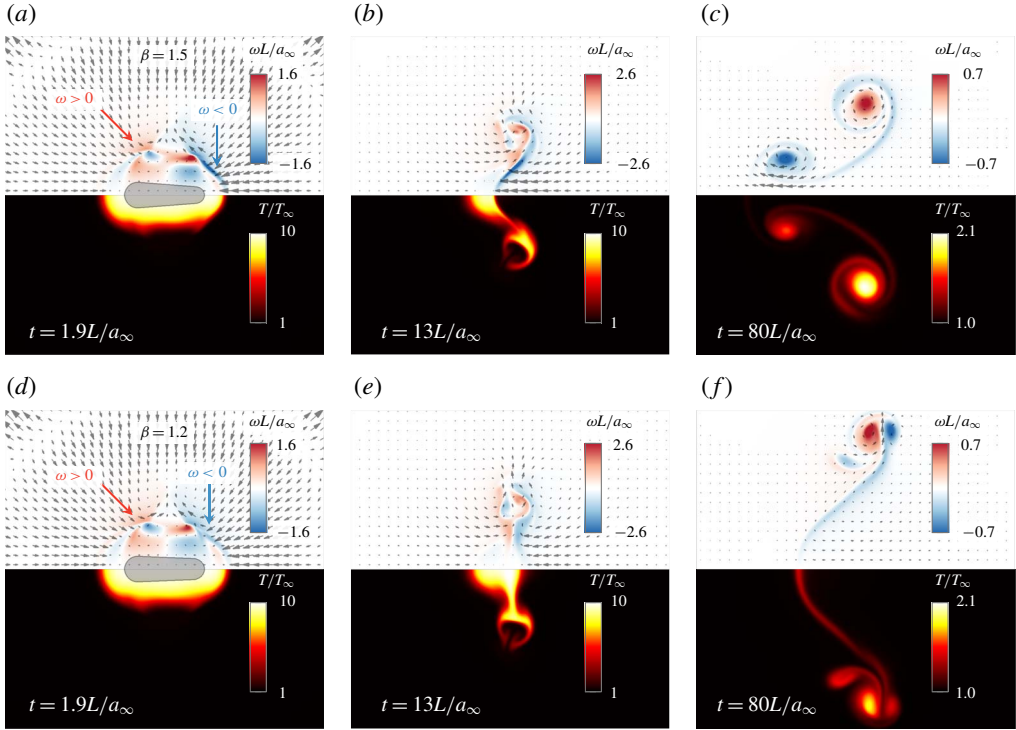 (a)
(b)
(c)
β = 1.5
ωL/a∞
1.6
−1.6
ω > 0
ω < 0
T/T∞
10
1
t = 1.9L/a∞
ωL/a∞
2.6
−2.6
T/T∞
10
1
t = 13L/a∞
ωL/a∞
0.7
−0.7
T/T∞
2.1
1.0
t = 80L/a∞
(d)
(e)
(f)
β = 1.2
ωL/a∞
1.6
−1.6
ω > 0
ω < 0
T/T∞
10
1
t = 1.9L/a∞
ωL/a∞
2.6
−2.6
T/T∞
10
1
t = 13L/a∞
ωL/a∞
0.7
−0.7
T/T∞
2.1
1.0
t = 80L/a∞